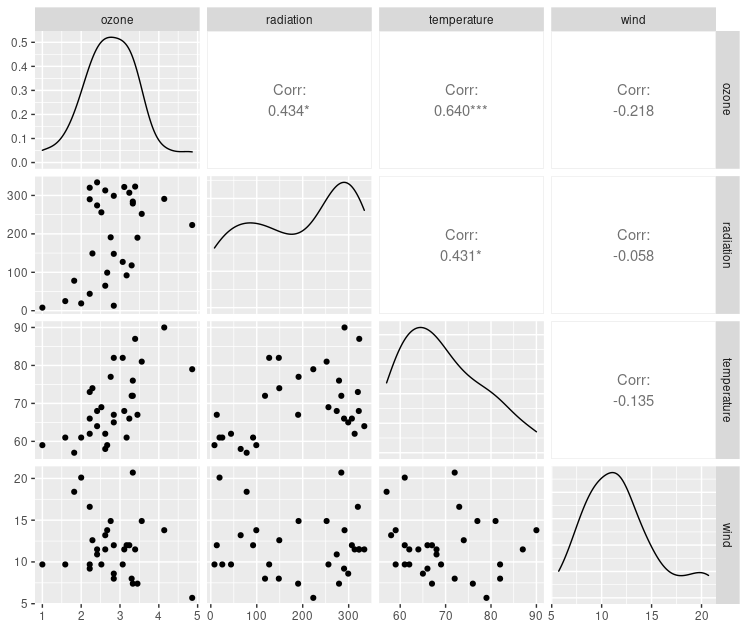 ozone radiation temperature wind
0.5
0.4
0.3
0.2
0.1
0.0
Corr:
0.434*
Corr:
0.640***
Corr:
-0.218
ozone
300
200
100
0
Corr:
0.431*
Corr:
-0.058
radiation
90
80
70
60
Corr:
-0.135
temperature
20
15
10
5
wind
1 2 3 4 5 0 100 200 300 60 70 80 90 5 10 15 20